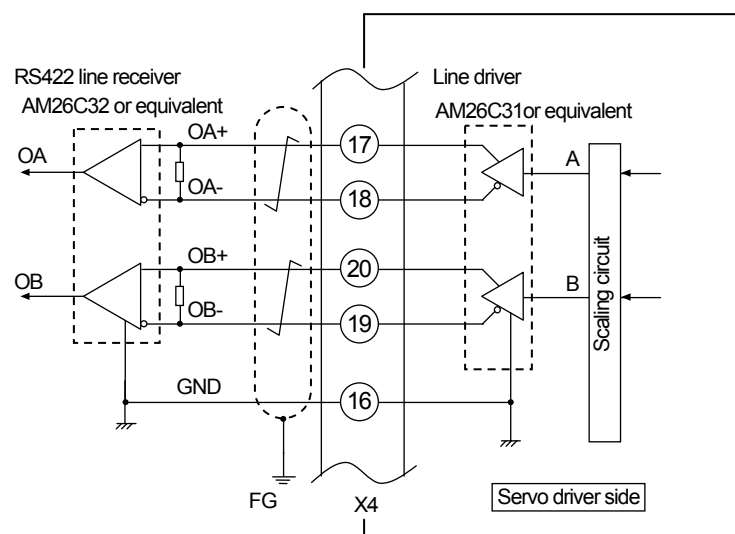 RS422 line receiver
AM26C32 or equivalent
Line driver
AM26C31or equivalent
OA+
17
A
OA
OA-
18
OB+
20
OB
B
OB-
19
Scaling circuit
GND
16
FG
X4
Servo driver side